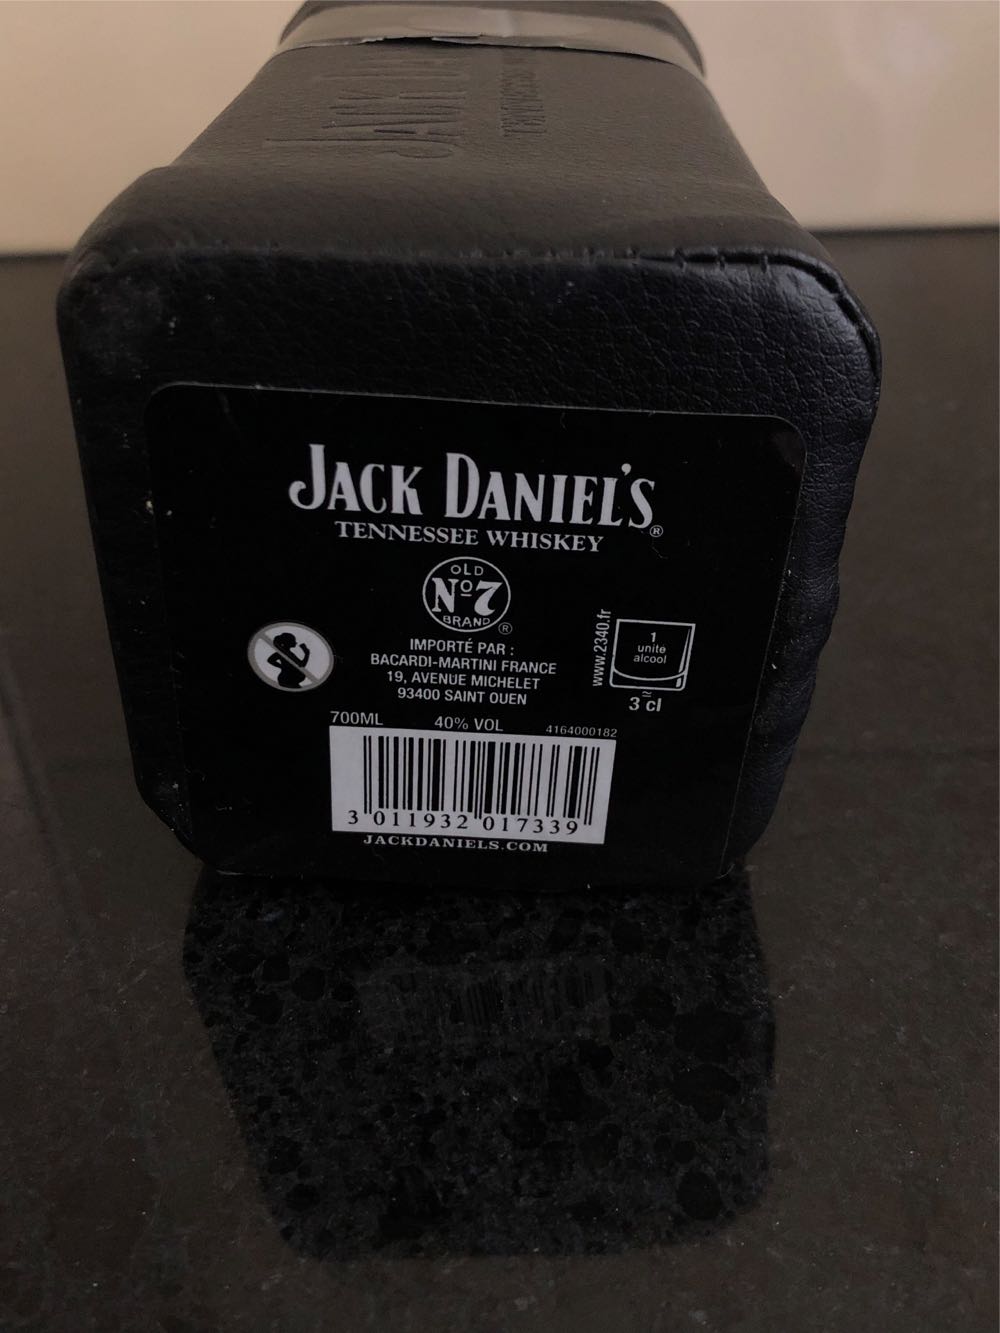 JACK DANIEL'S®
TENNESSEE WHISKEY
OLD
Nº7
BRAND®
IMPORTÉ PAR :
BACARDI-MARTINI FRANCE
19, AVENUE MICHELET
93400 SAINT OUEN
www.2340.fr
1
unité
alcool
≃
3 cl
700ML 40% VOL 4164000182
3 011932 017339
JACKDANIELS.COM